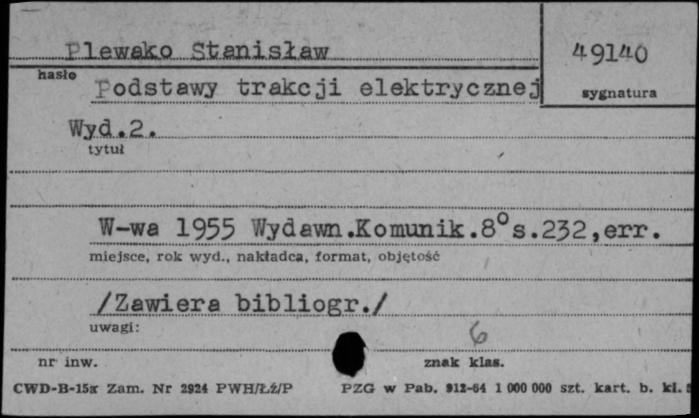 Plewako Stanisław
49140
hasło
Podstawy trakcji elektrycznej
sygnatura
Wyd.2.
tytuł
W-wa 1955 Wydawn.Komunik.8°s.232,err.
miejsce, rok wyd., nakładca, format, objętość
/Zawiera bibliogr./
uwagi:
6
nr inw.
znak klas.
CWD-B-15x Zam. Nr 2924 PWH/Łź/P
PZG w Pab. 912-64 1 000 000 szt. kart. b. kl.